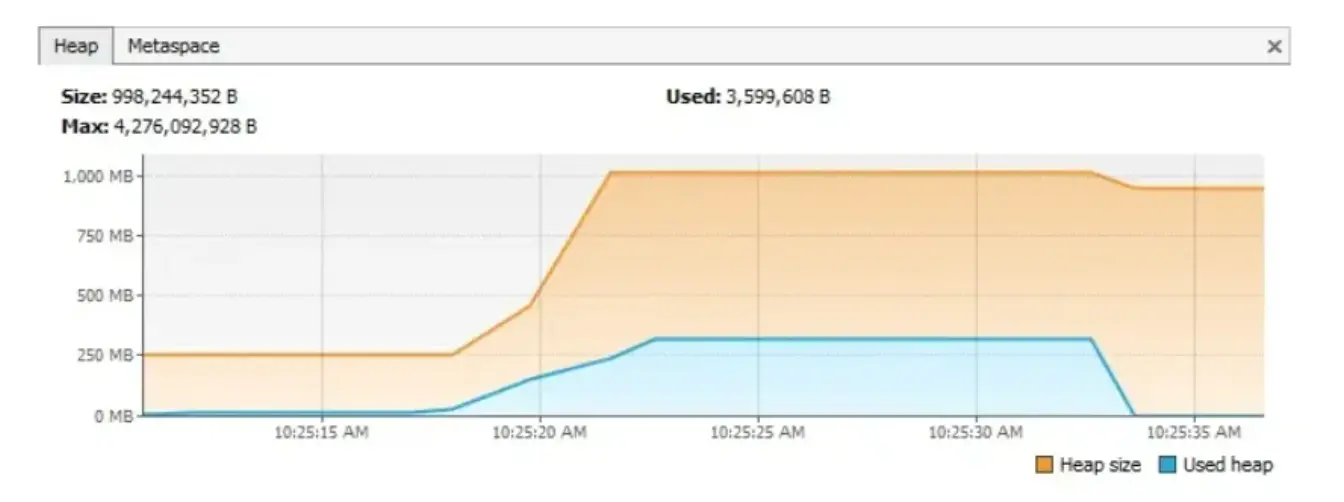 Heap Metaspace ×
Size: 998,244,352 B Used: 3,599,608 B
Max: 4,276,092,928 B
1,000 MB
750 MB
500 MB
250 MB
0 MB
10:25:15 AM 10:25:20 AM 10:25:25 AM 10:25:30 AM 10:25:35 AM
Heap size Used heap